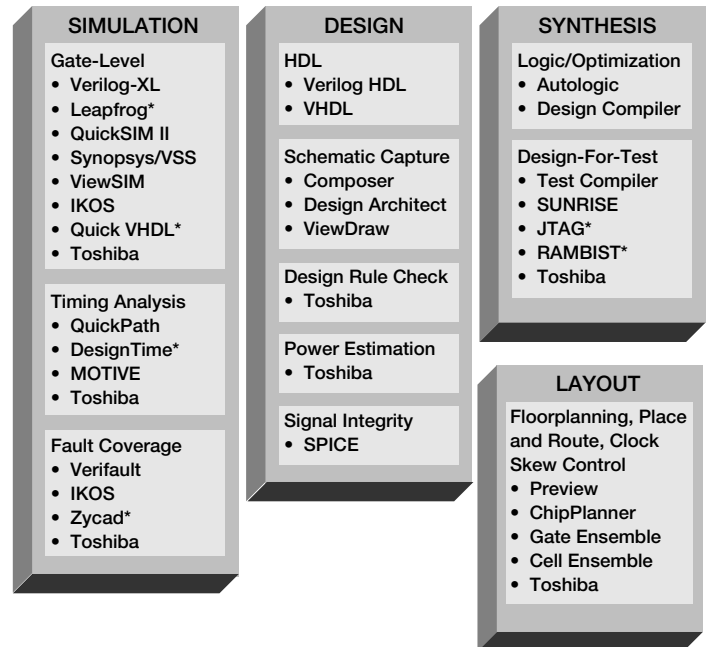 SIMULATION
Gate-Level
• Verilog-XL
• Leapfrog*
• QuickSIM II
• Synopsys/VSS
• ViewSIM
• IKOS
• Quick VHDL*
• Toshiba
Timing Analysis
• QuickPath
• DesignTime*
• MOTIVE
• Toshiba
Fault Coverage
• Verifault
• IKOS
• Zycad*
• Toshiba
DESIGN
HDL
• Verilog HDL
• VHDL
Schematic Capture
• Composer
• Design Architect
• ViewDraw
Design Rule Check
• Toshiba
Power Estimation
• Toshiba
Signal Integrity
• SPICE
SYNTHESIS
Logic/Optimization
• Autologic
• Design Compiler
Design-For-Test
• Test Compiler
• SUNRISE
• JTAG*
• RAMBIST*
• Toshiba
LAYOUT
Floorplanning, Place
and Route, Clock
Skew Control
• Preview
• ChipPlanner
• Gate Ensemble
• Cell Ensemble
• Toshiba